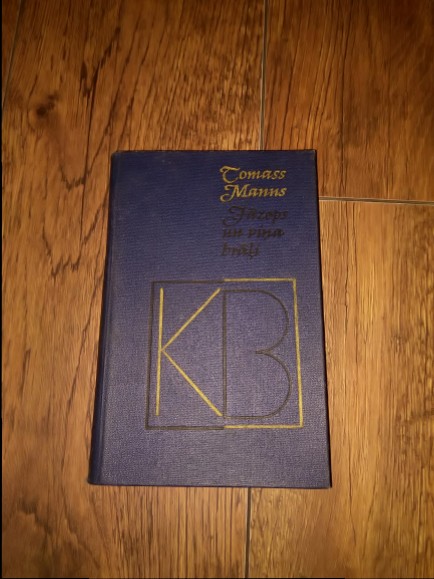 Tomass
Manns
Jāzeps
un viņa
brāļi
KB